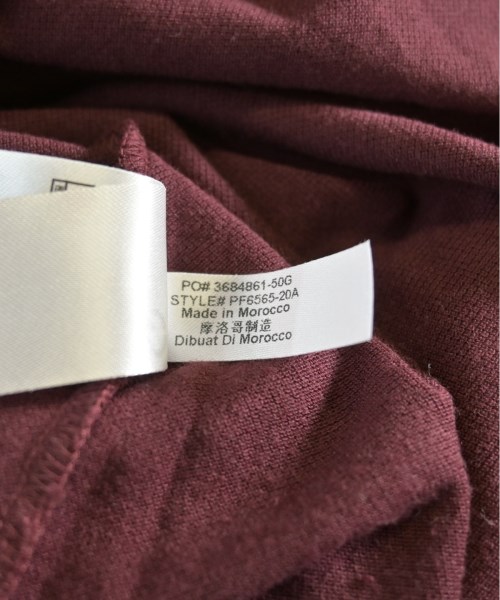 PO# 3684861-50G
STYLE# PF6565-20A
Made in Morocco
摩洛哥制造
Dibuat Di Morocco